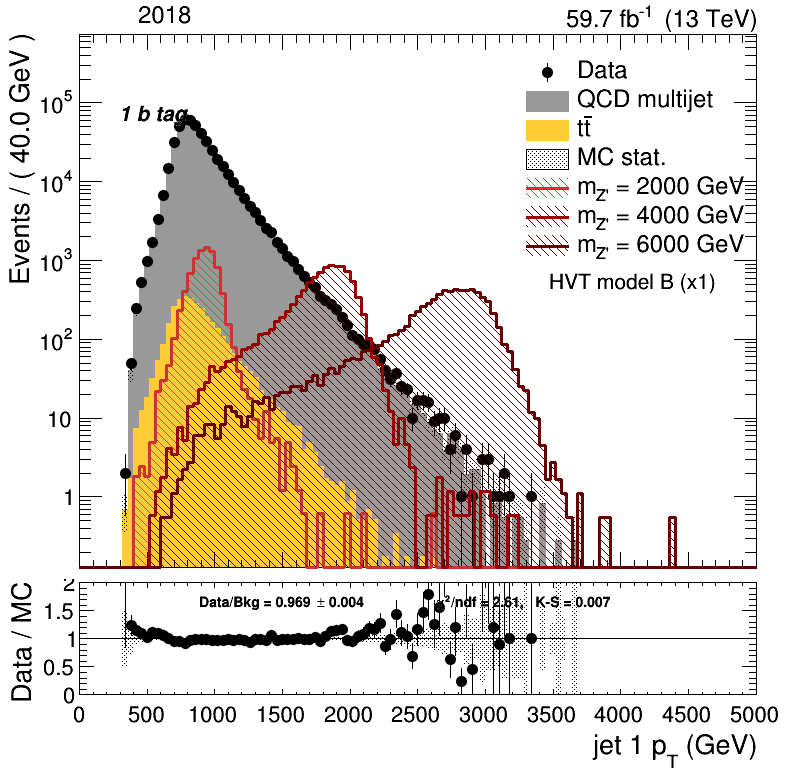 2018 59.7 fb⁻¹ (13 TeV)
Events / ( 40.0 GeV )
10⁵
10⁴
10³
10²
10
1
1 b tag
Data
QCD multijet
tt̄
MC stat.
m_Z' = 2000 GeV
m_Z' = 4000 GeV
m_Z' = 6000 GeV
HVT model B (x1)
Data / MC
2
1.5
1
0.5
0
Data/Bkg = 0.969 ± 0.004 ²/ndf = 2.61, K-S = 0.007
0 500 1000 1500 2000 2500 3000 3500 4000 4500 5000
jet 1 p_T (GeV)